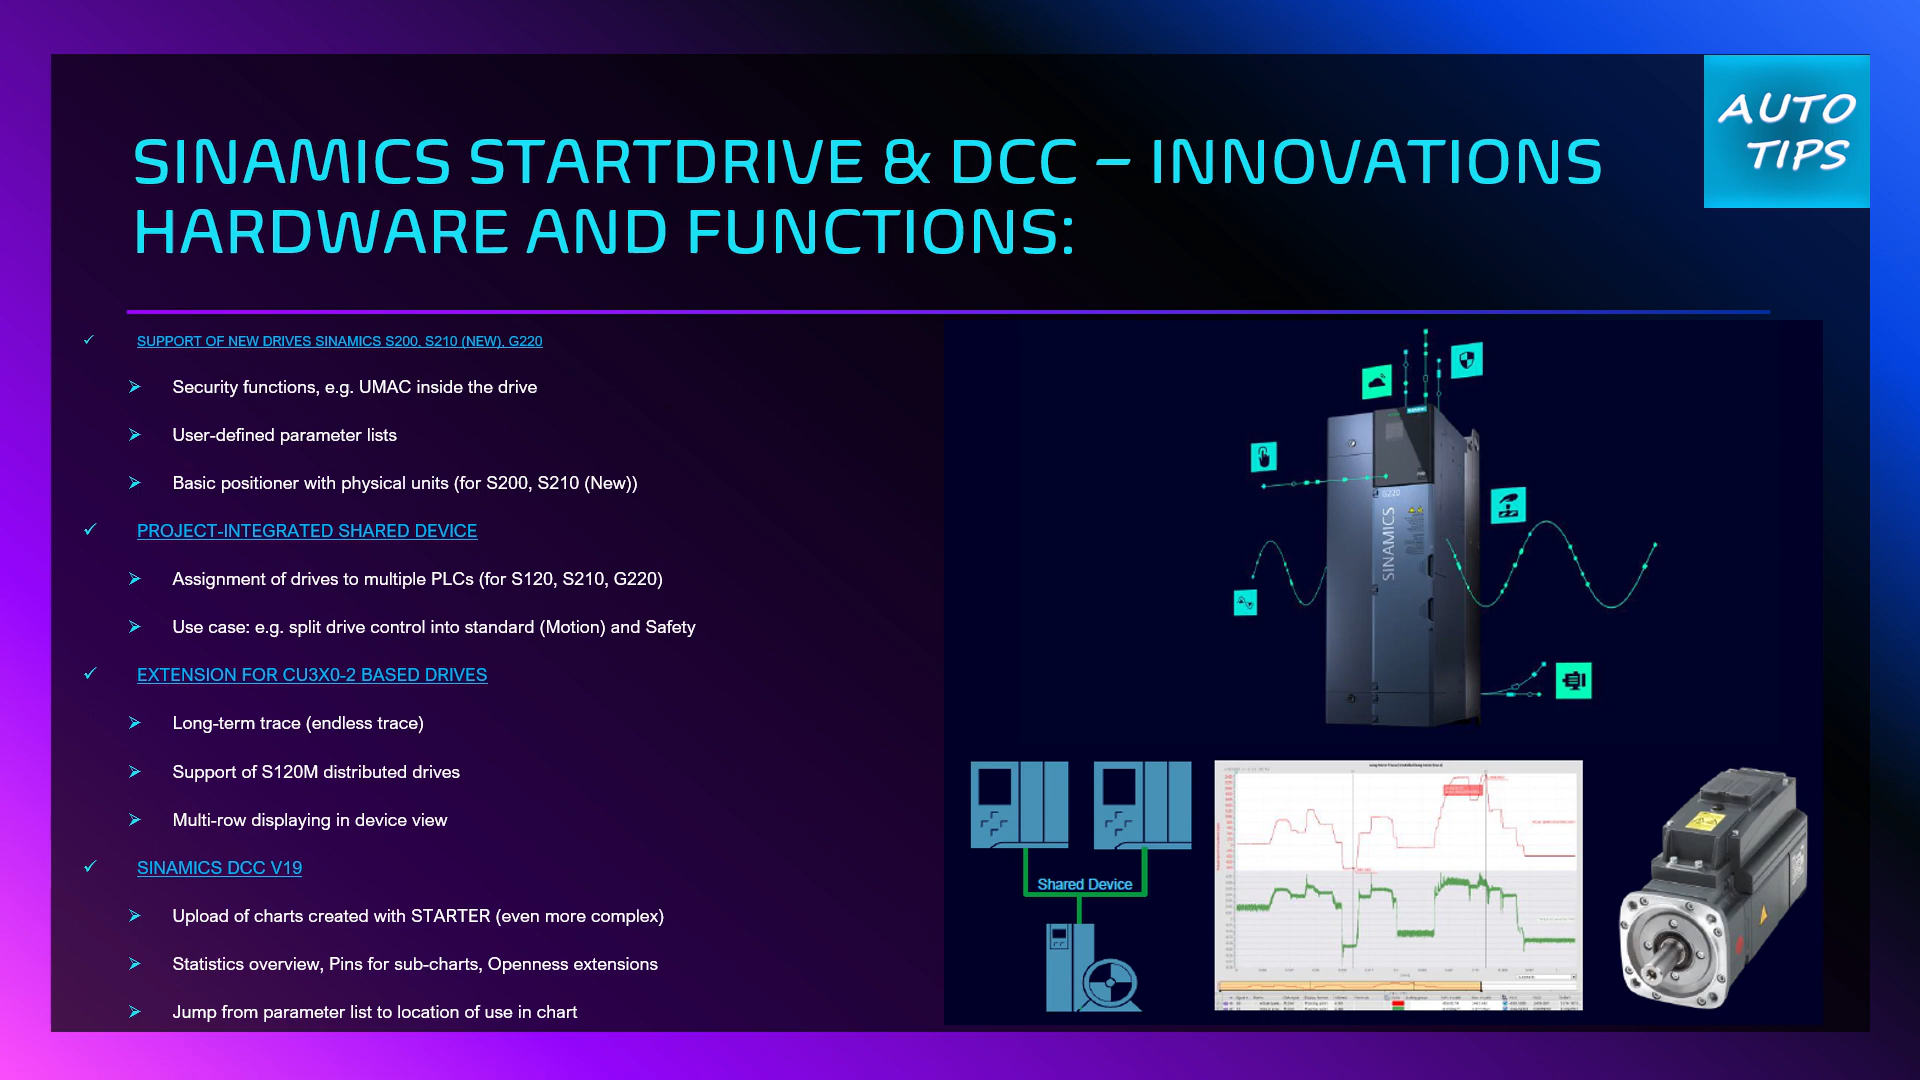 AUTO
TIPS
SINAMICS STARTDRIVE & DCC – INNOVATIONS
HARDWARE AND FUNCTIONS:
SUPPORT OF NEW DRIVES SINAMICS S200, S210 (NEW), G220
Security functions, e.g. UMAC inside the drive
User-defined parameter lists
Basic positioner with physical units (for S200, S210 (New))
PROJECT-INTEGRATED SHARED DEVICE
Assignment of drives to multiple PLCs (for S120, S210, G220)
Use case: e.g. split drive control into standard (Motion) and Safety
EXTENSION FOR CU3X0-2 BASED DRIVES
Long-term trace (endless trace)
Support of S120M distributed drives
Multi-row displaying in device view
SINAMICS DCC V19
Upload of charts created with STARTER (even more complex)
Statistics overview, Pins for sub-charts, Openness extensions
Jump from parameter list to location of use in chart
G220
SINAMICS
Shared Device